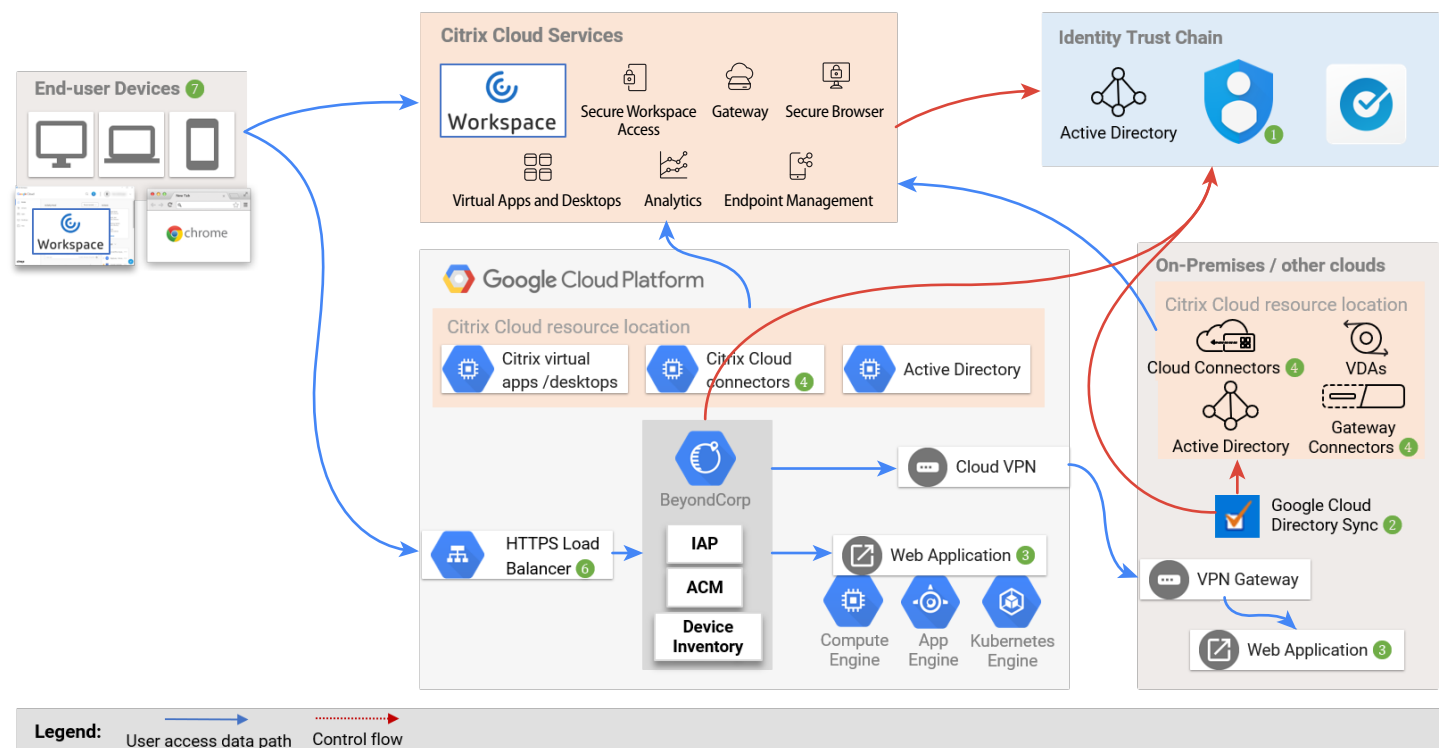 End-user Devices 7
Workspace
chrome
Citrix Cloud Services
Workspace
Secure Workspace
Access
Gateway
Secure Browser
Virtual Apps and Desktops
Analytics
Endpoint Management
Identity Trust Chain
Active Directory
1
Google Cloud Platform
Citrix Cloud resource location
Citrix virtual
apps /desktops
Citrix Cloud
connectors 4
Active Directory
BeyondCorp
IAP
ACM
Device
Inventory
HTTPS Load
Balancer 6
Cloud VPN
Web Application 3
Compute
Engine
App
Engine
Kubernetes
Engine
On-Premises / other clouds
Citrix Cloud resource location
Cloud Connectors 4
VDAs
Active Directory
Gateway
Connectors 4
Google Cloud
Directory Sync 2
VPN Gateway
Web Application 3
Legend:
User access data path
Control flow